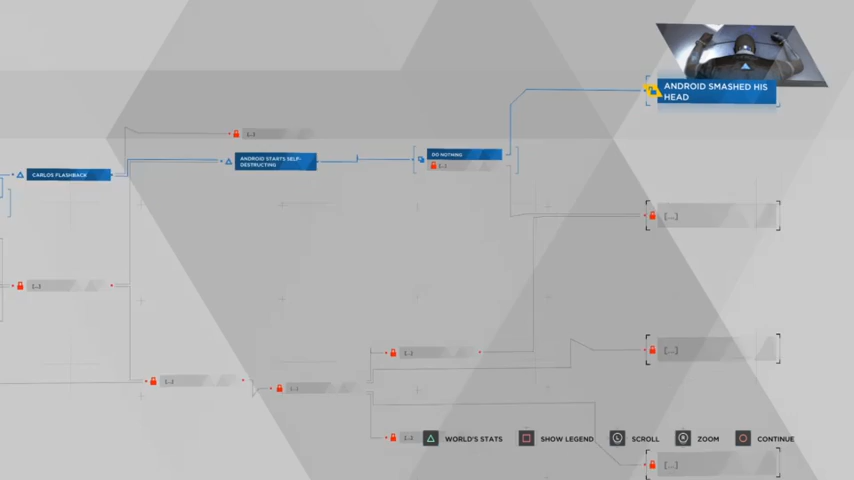 ANDROID SMASHED HIS
HEAD
[...]
DO NOTHING
ANDROID STARTS SELF-
DESTRUCTING
[...]
CARLOS FLASHBACK
[...]
[...]
[...]
[...]
[...]
[...]
[...]
WORLD'S STATS
SHOW LEGEND
L
SCROLL
R
ZOOM
CONTINUE
[...]